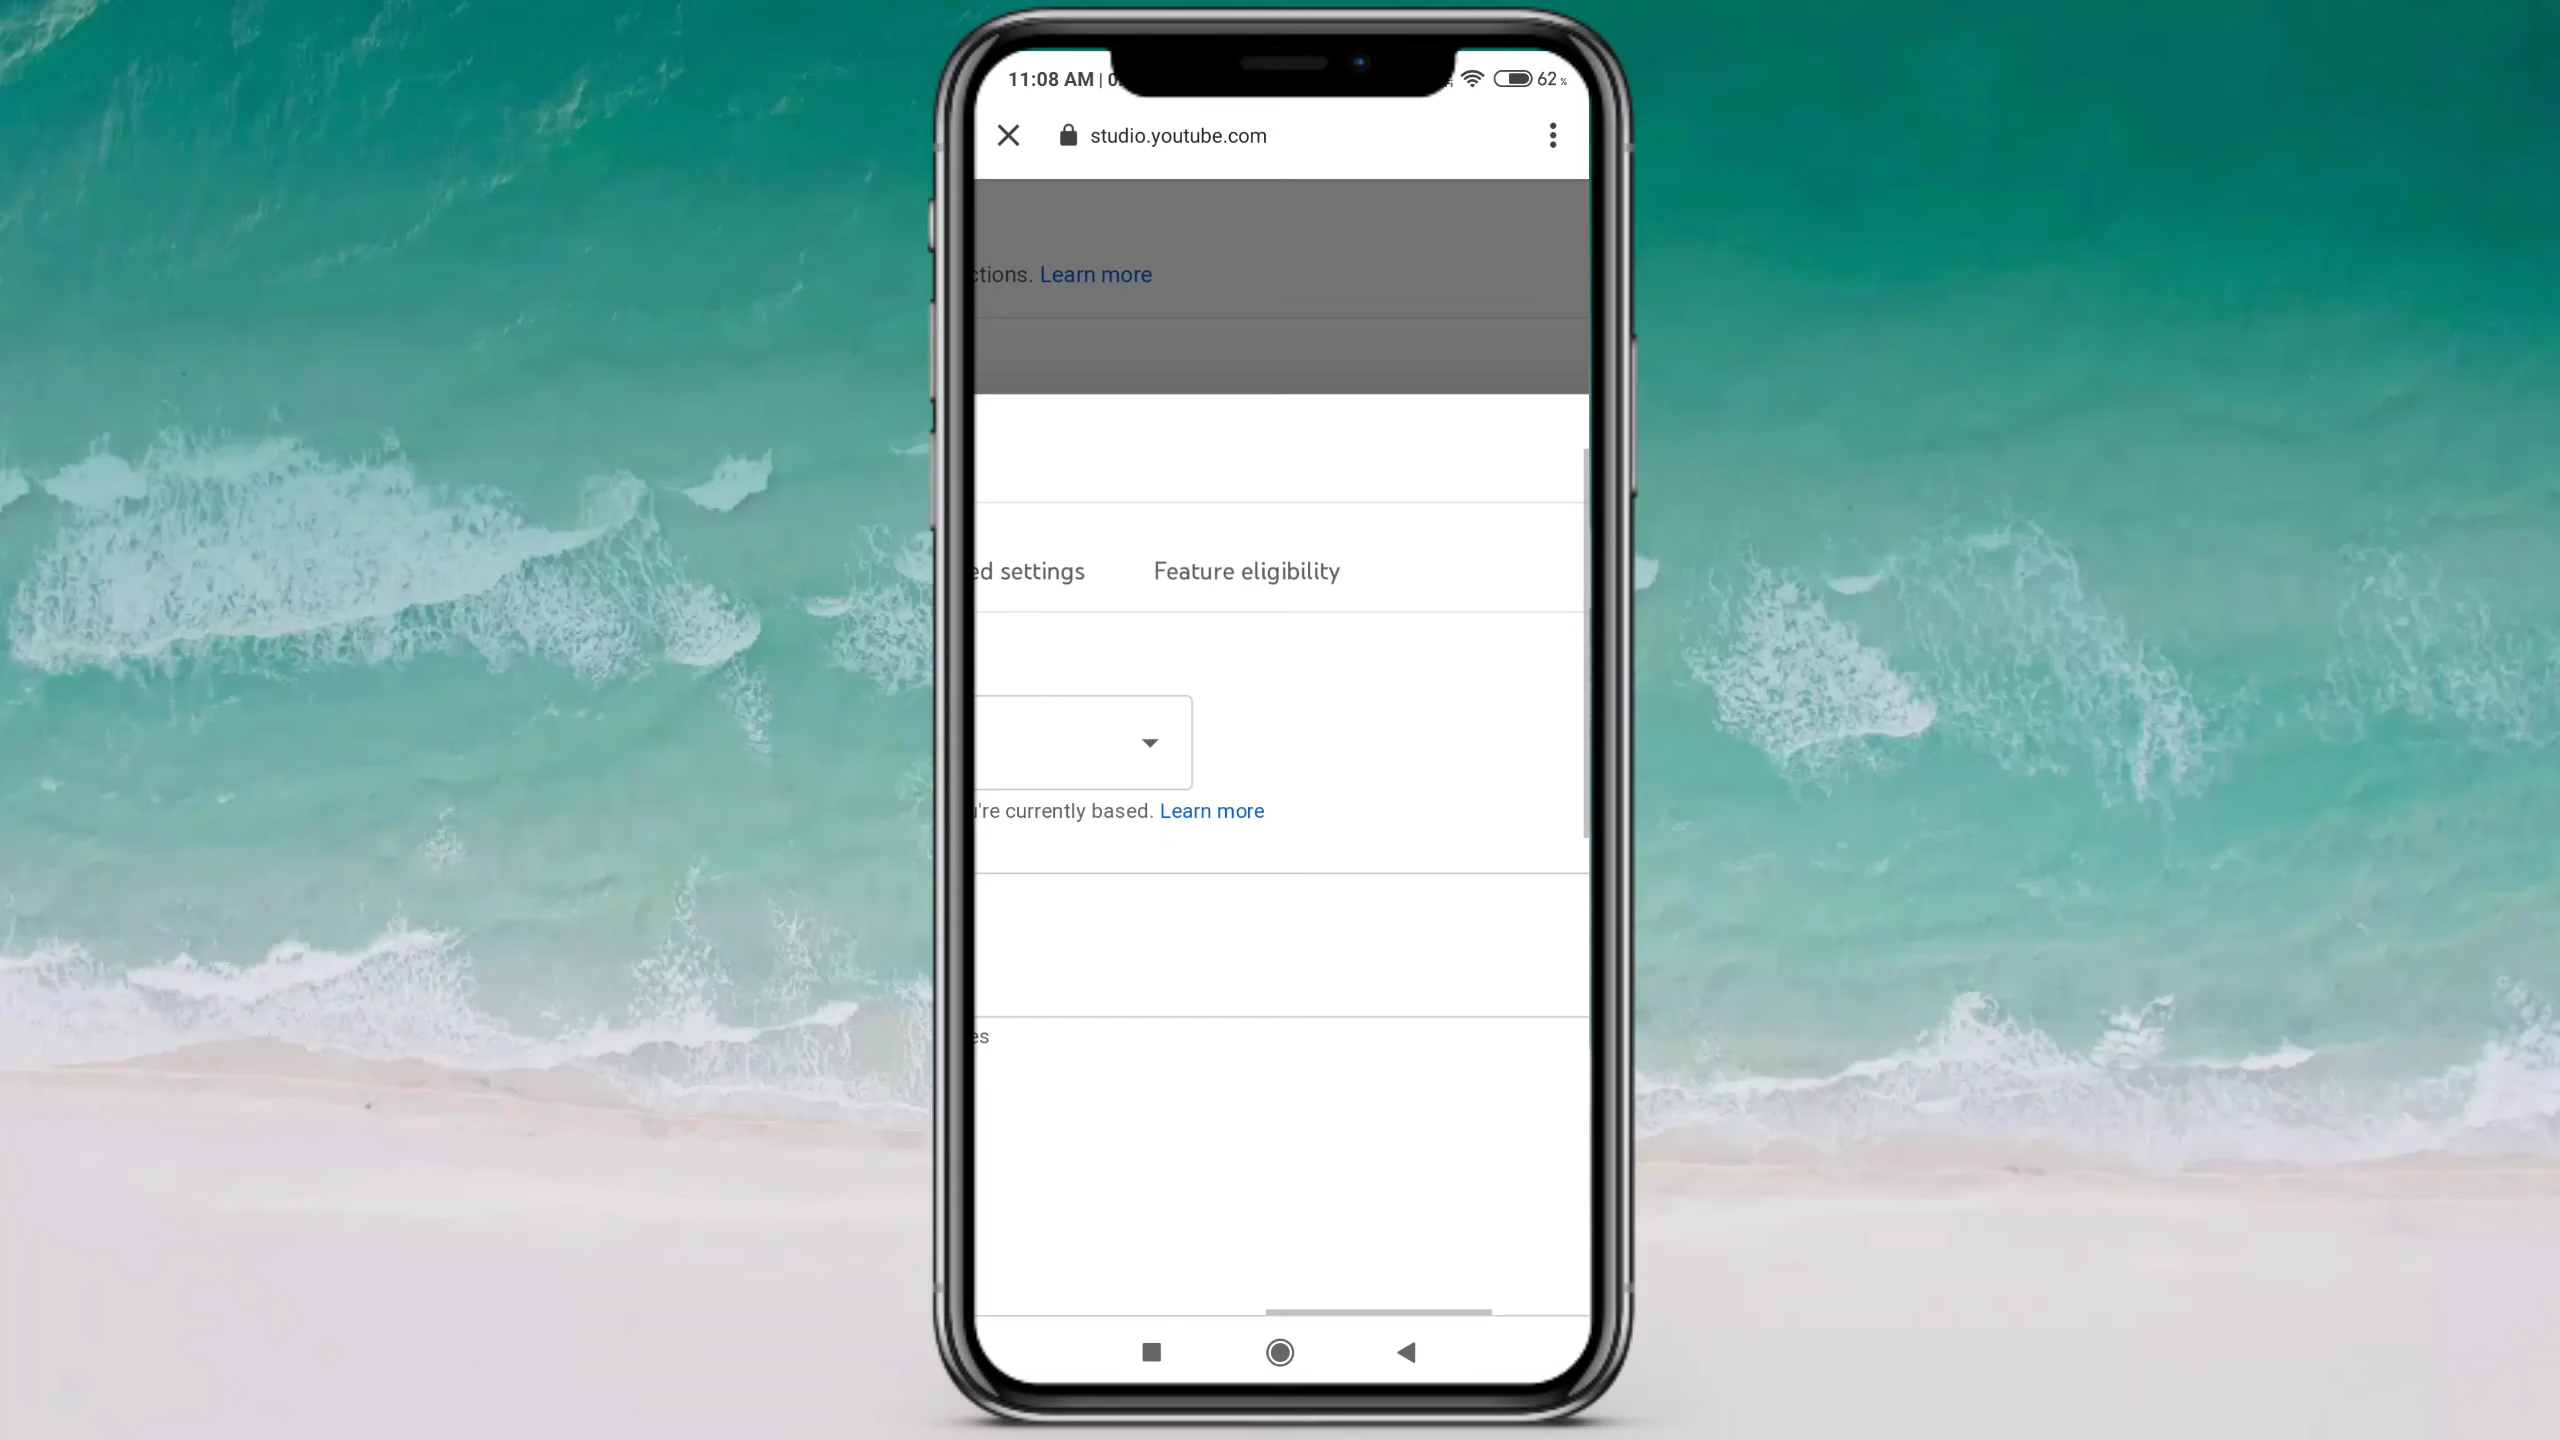 11:08 AM |
62%
studio.youtube.com
ctions. Learn more
ed settings
Feature eligibility
're currently based. Learn more
es